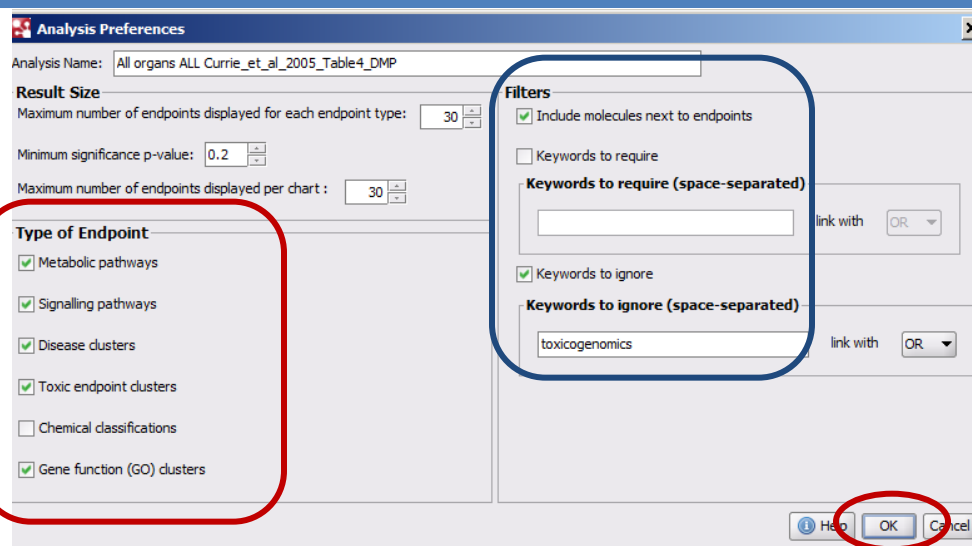 Analysis Preferences
Analysis Name: All organs ALL Currie_et_al_2005_Table4_DMP
Result Size
Maximum number of endpoints displayed for each endpoint type: 30
Minimum significance p-value: 0.2
Maximum number of endpoints displayed per chart : 30
Type of Endpoint
Metabolic pathways
Signalling pathways
Disease clusters
Toxic endpoint clusters
Chemical classifications
Gene function (GO) clusters
Filters
Include molecules next to endpoints
Keywords to require
Keywords to require (space-separated)
link with OR
Keywords to ignore
Keywords to ignore (space-separated)
toxicogenomics link with OR
Help OK Cancel